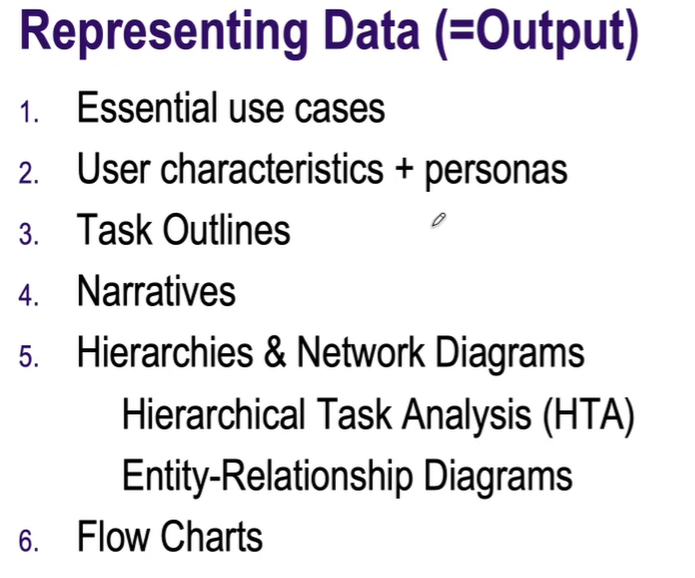 Representing Data (=Output)
1. Essential use cases
2. User characteristics + personas
3. Task Outlines
4. Narratives
5. Hierarchies & Network Diagrams
Hierarchical Task Analysis (HTA)
Entity-Relationship Diagrams
6. Flow Charts